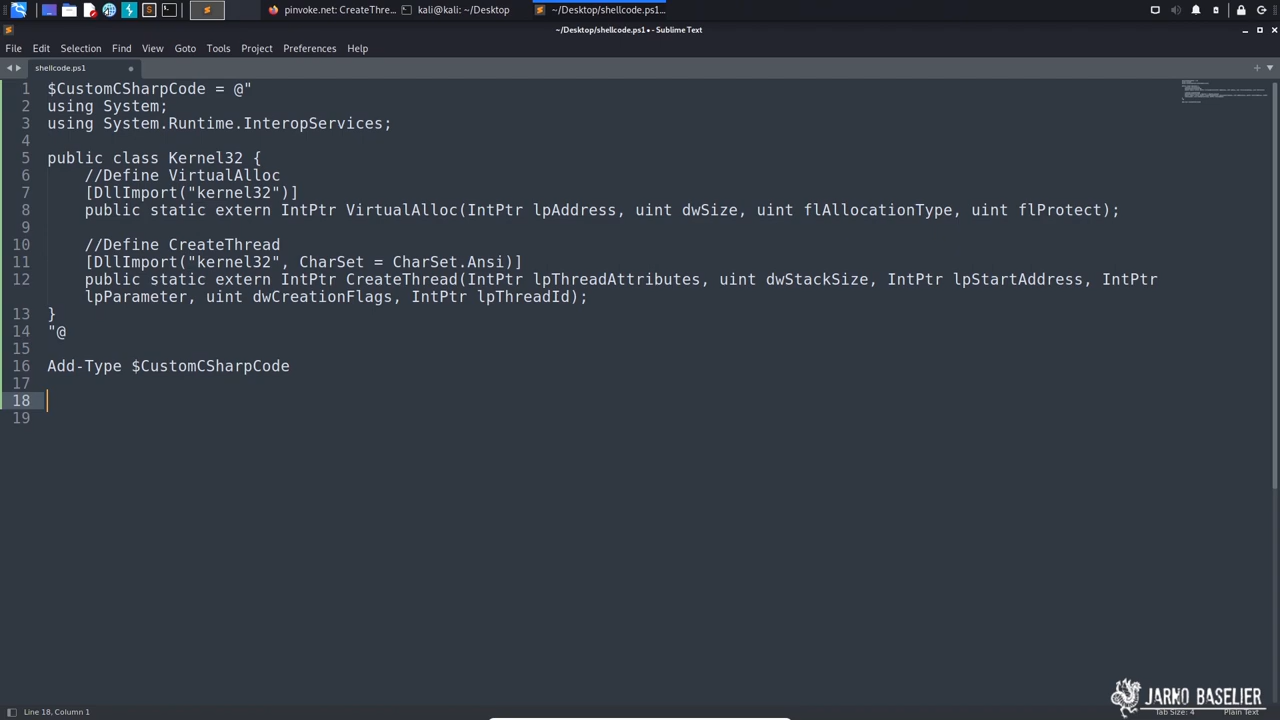 pinvoke.net: CreateThre...
kali@kali: ~/Desktop
~/Desktop/shellcode.ps1...
~/Desktop/shellcode.ps1 • - Sublime Text
File Edit Selection Find View Goto Tools Project Preferences Help
shellcode.ps1
1 $CustomCSharpCode = @"
2 using System;
3 using System.Runtime.InteropServices;
4
5 public class Kernel32 {
6 //Define VirtualAlloc
7 [DllImport("kernel32")]
8 public static extern IntPtr VirtualAlloc(IntPtr lpAddress, uint dwSize, uint flAllocationType, uint flProtect);
9
10 //Define CreateThread
11 [DllImport("kernel32", CharSet = CharSet.Ansi)]
12 public static extern IntPtr CreateThread(IntPtr lpThreadAttributes, uint dwStackSize, IntPtr lpStartAddress, IntPtr
lpParameter, uint dwCreationFlags, IntPtr lpThreadId);
13 }
14 "@
15
16 Add-Type $CustomCSharpCode
17
18
19
JARNO BASELIER
Line 18, Column 1
Tab Size: 4
Plain Text